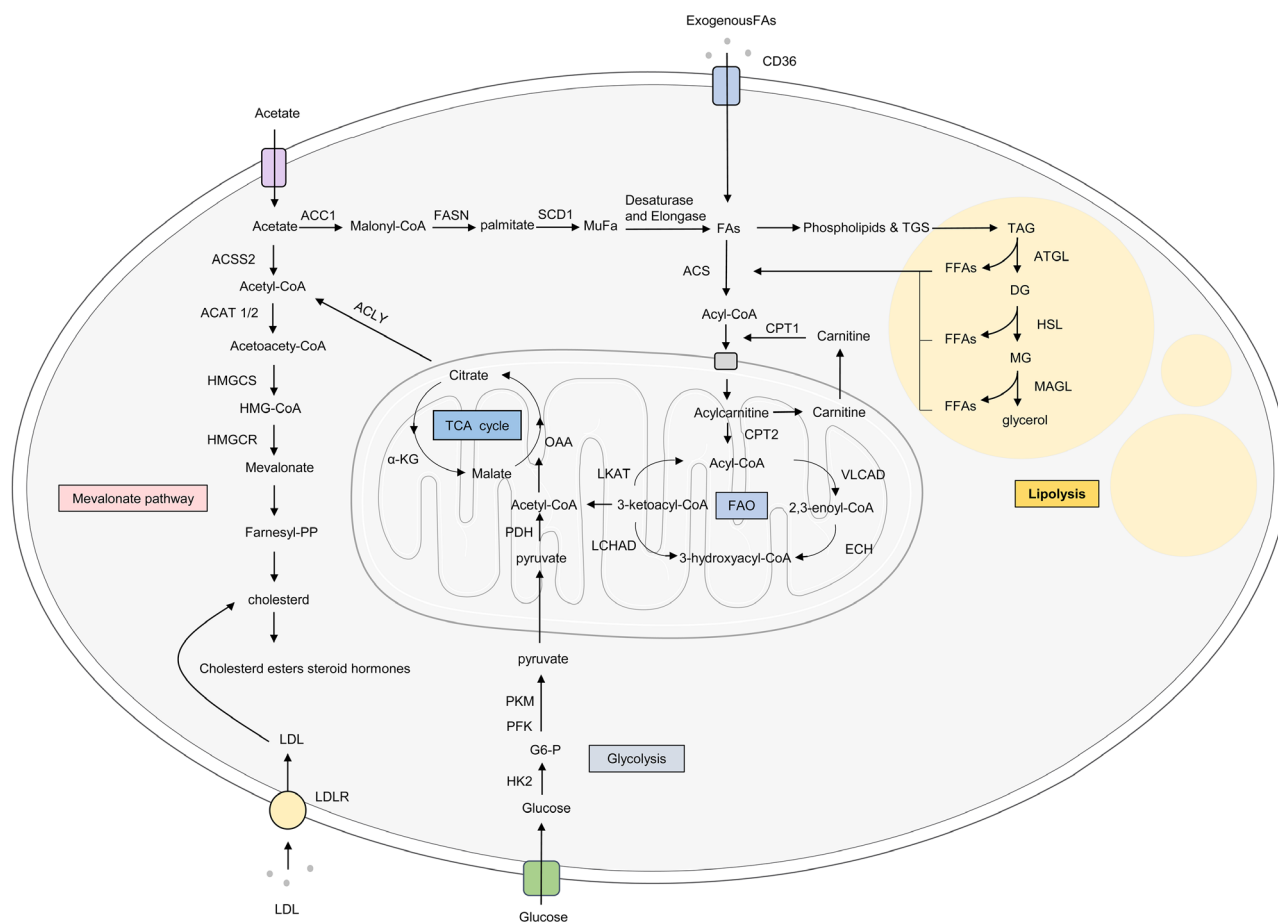 ExogenousFAs
CD36
Acetate
Acetate
ACC1
Malonyl-CoA
FASN
palmitate
SCD1
MuFa
Desaturase
and Elongase
FAs
Phospholipids & TGS
TAG
ATGL
FFAs
DG
HSL
FFAs
MG
MAGL
FFAs
glycerol
ACSS2
Acetyl-CoA
ACAT 1/2
Acetoacety-CoA
HMGCS
HMG-CoA
HMGCR
Mevalonate
Mevalonate pathway
Farnesyl-PP
cholesterd
Cholesterd esters steroid hormones
LDL
LDLR
LDL
ACLY
ACS
Acyl-CoA
CPT1
Carnitine
Citrate
TCA cycle
OAA
α-KG
Malate
Acylcarnitine
Carnitine
CPT2
Acyl-CoA
LKAT
VLCAD
Acetyl-CoA
3-ketoacyl-CoA
FAO
2,3-enoyl-CoA
PDH
LCHAD
ECH
pyruvate
3-hydroxyacyl-CoA
Lipolysis
pyruvate
PKM
PFK
G6-P
Glycolysis
HK2
Glucose
Glucose